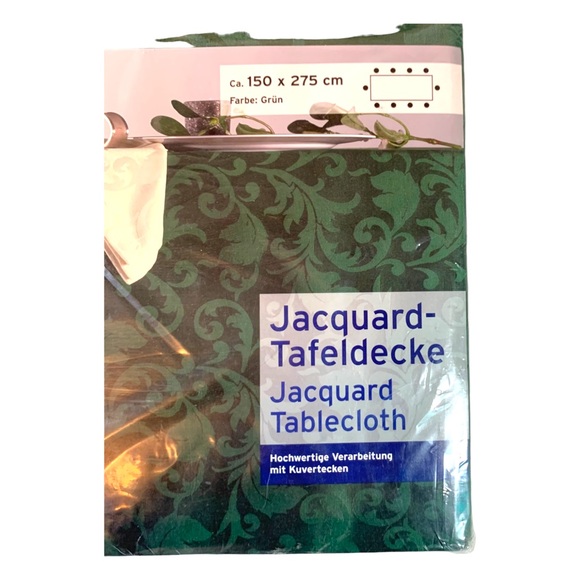 Ca. 150 x 275 cm
Farbe: Grün
Jacquard-
Tafeldecke
Jacquard
Tablecloth
Hochwertige Verarbeitung
mit Kuvertecken